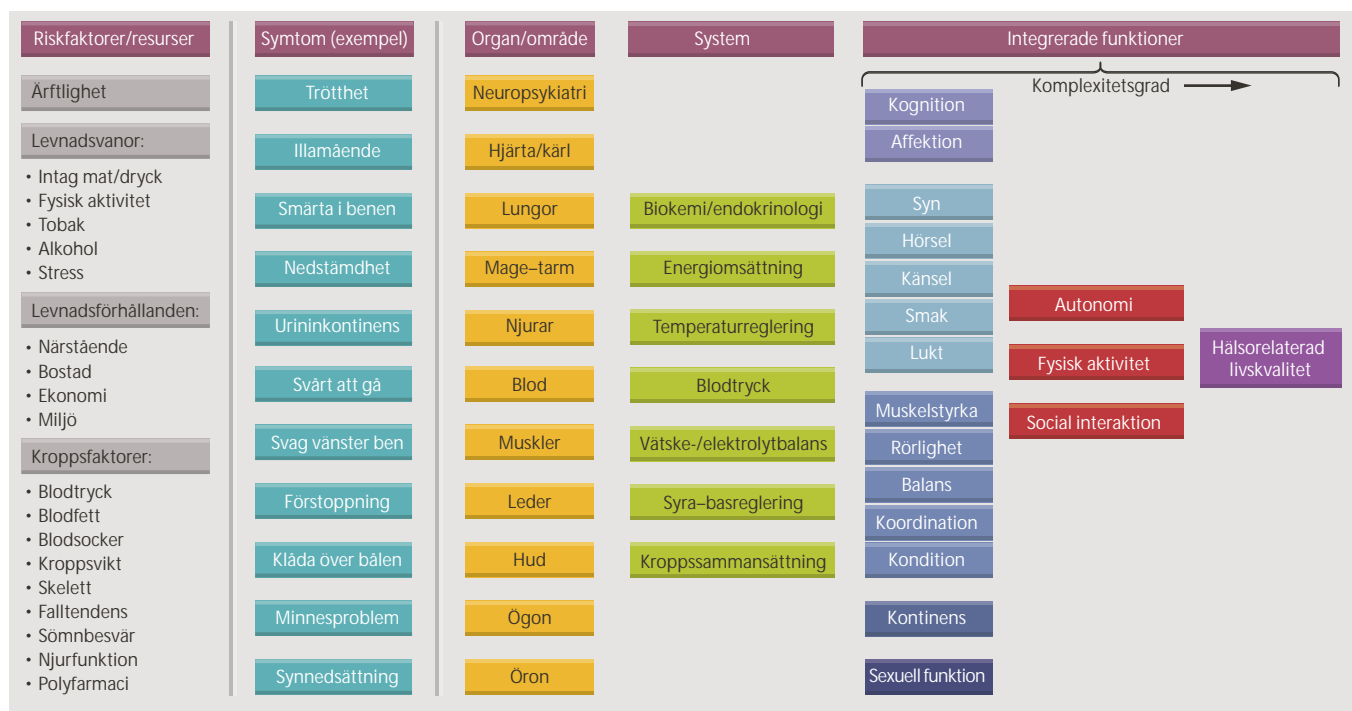 Riskfaktorer/resurser
Ärftlighet
Levnadsvanor:
• Intag mat/dryck
• Fysisk aktivitet
• Tobak
• Alkohol
• Stress
Levnadsförhållanden:
• Närstående
• Bostad
• Ekonomi
• Miljö
Kroppsfaktorer:
• Blodtryck
• Blodfett
• Blodsocker
• Kroppsvikt
• Skelett
• Falltendens
• Sömnbesvär
• Njurfunktion
• Polyfarmaci
Symtom (exempel)
Trötthet
Illamående
Smärta i benen
Nedstämdhet
Urininkontinens
Svårt att gå
Svag vänster ben
Förstoppning
Klåda över bålen
Minnesproblem
Synnedsättning
Organ/område
Neuropsykiatri
Hjärta/kärl
Lungor
Mage–tarm
Njurar
Blod
Muskler
Leder
Hud
Ögon
Öron
System
Biokemi/endokrinologi
Energiomsättning
Temperaturreglering
Blodtryck
Vätske-/elektrolytbalans
Syra–basreglering
Kroppssammansättning
Integrerade funktioner
Komplexitetsgrad
Kognition
Affektion
Syn
Hörsel
Känsel
Smak
Lukt
Muskelstyrka
Rörlighet
Balans
Koordination
Kondition
Kontinens
Sexuell funktion
Autonomi
Fysisk aktivitet
Social interaktion
Hälsorelaterad
livskvalitet